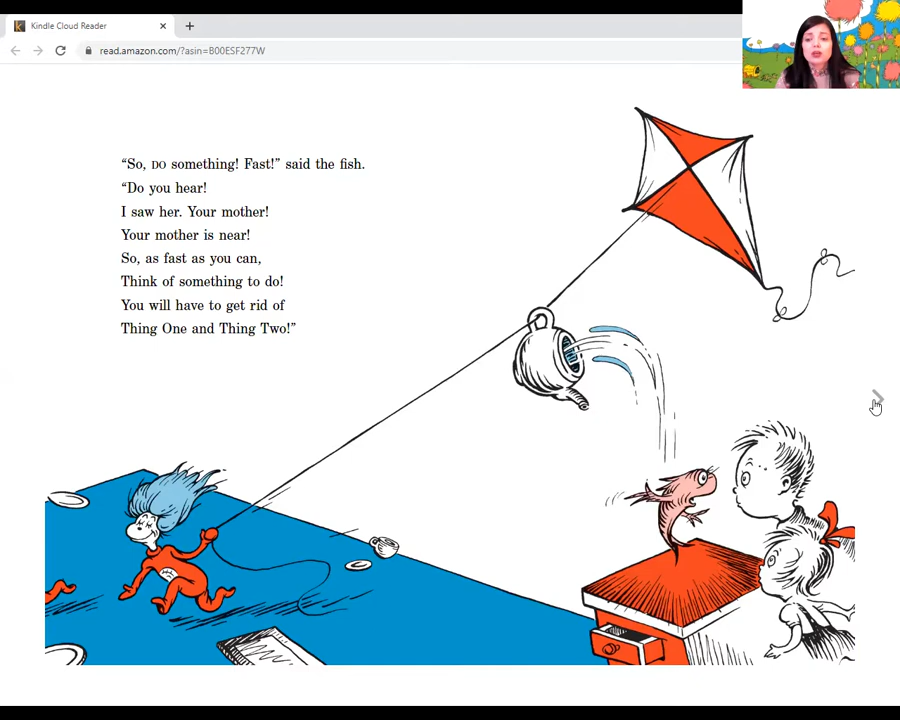 Kindle Cloud Reader
read.amazon.com/?asin=B00ESF277W
“So, DO something! Fast!” said the fish.
“Do you hear!
I saw her. Your mother!
Your mother is near!
So, as fast as you can,
Think of something to do!
You will have to get rid of
Thing One and Thing Two!”